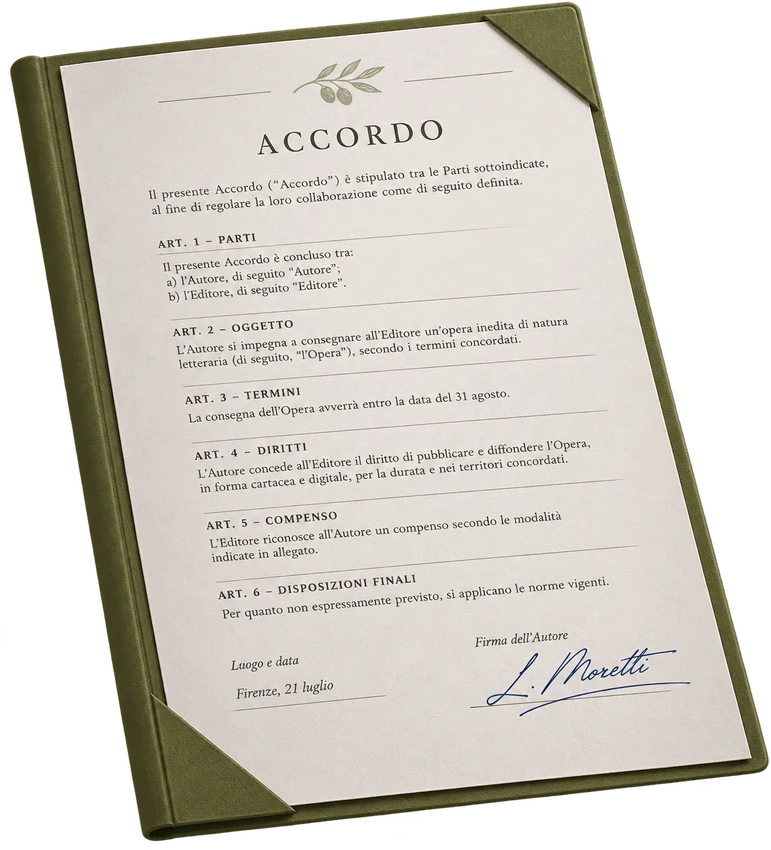 ACCORDO
Il presente Accordo (“Accordo”) è stipulato tra le Parti sottoindicate,
al fine di regolare la loro collaborazione come di seguito definita.
ART. 1 – PARTI
Il presente Accordo è concluso tra:
a) l’Autore, di seguito “Autore”;
b) l’Editore, di seguito “Editore”.
ART. 2 – OGGETTO
L’Autore si impegna a consegnare all’Editore un’opera inedita di natura
letteraria (di seguito, “l’Opera”), secondo i termini concordati.
ART. 3 – TERMINI
La consegna dell’Opera avverrà entro la data del 31 agosto.
ART. 4 – DIRITTI
L’Autore concede all’Editore il diritto di pubblicare e diffondere l’Opera,
in forma cartacea e digitale, per la durata e nei territori concordati.
ART. 5 – COMPENSO
L’Editore riconosce all’Autore un compenso secondo le modalità
indicate in allegato.
ART. 6 – DISPOSIZIONI FINALI
Per quanto non espressamente previsto, si applicano le norme vigenti.
Luogo e data
Firenze, 21 luglio
Firma dell’Autore
L. Moretti